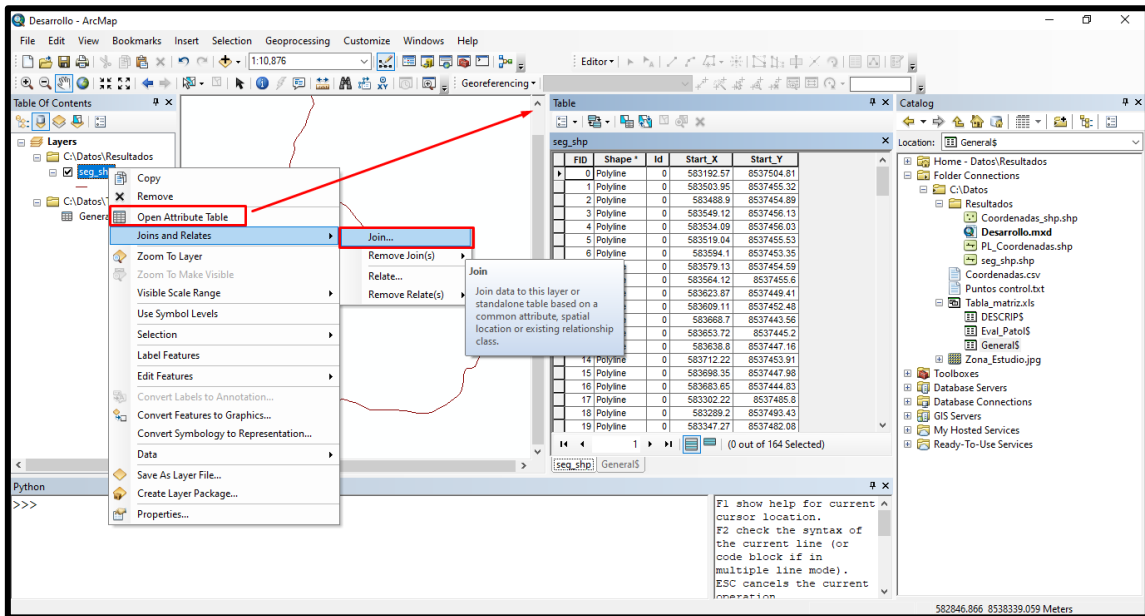 Desarrollo - ArcMap
File Edit View Bookmarks Insert Selection Geoprocessing Customize Windows Help
1:10,876
Editor
Georeferencing
Table Of Contents
Layers
C:\Datos\Resultados
seg_sh
C:\Datos\
Genera
Copy
Remove
Open Attribute Table
Joins and Relates
Zoom To Layer
Zoom To Make Visible
Visible Scale Range
Use Symbol Levels
Selection
Label Features
Edit Features
Convert Labels to Annotation...
Convert Features to Graphics...
Convert Symbology to Representation...
Data
Save As Layer File...
Create Layer Package...
Properties...
Join...
Remove Join(s)
Relate...
Remove Relate(s)
Join
Join data to this layer or
standalone table based on a
common attribute, spatial
location or existing relationship
class.
Table
seg_shp
FID Shape * Id Start_X Start_Y
0 Polyline 0 583192.57 8537504.81
1 Polyline 0 583503.95 8537455.32
2 Polyline 0 583488.9 8537454.89
3 Polyline 0 583549.12 8537456.13
4 Polyline 0 583534.09 8537456.03
5 Polyline 0 583519.04 8537455.53
6 Polyline 0 583594.1 8537453.35
0 583579.13 8537454.59
0 583564.12 8537455.6
0 583623.87 8537449.41
0 583609.11 8537452.48
0 583668.7 8537443.56
0 583653.72 8537445.2
0 583638.8 8537447.16
14 Polyline 0 583712.22 8537453.91
15 Polyline 0 583698.35 8537447.98
16 Polyline 0 583683.65 8537444.83
17 Polyline 0 583302.22 8537485.8
18 Polyline 0 583289.2 8537493.43
19 Polyline 0 583347.27 8537482.08
1
(0 out of 164 Selected)
seg_shp General$
Catalog
Location: General$
Home - Datos\Resultados
Folder Connections
C:\Datos
Resultados
Coordenadas_shp.shp
Desarrollo.mxd
PL_Coordenadas.shp
seg_shp.shp
Coordenadas.csv
Puntos control.txt
Tabla_matriz.xls
DESCRIP$
Eval_Patol$
General$
Zona_Estudio.jpg
Toolboxes
Database Servers
Database Connections
GIS Servers
My Hosted Services
Ready-To-Use Services
Python
>>>
F1 show help for current
cursor location.
F2 check the syntax of
the current line (or
code block if in
multiple line mode).
ESC cancels the current
operation
582846.866 8538339.059 Meters